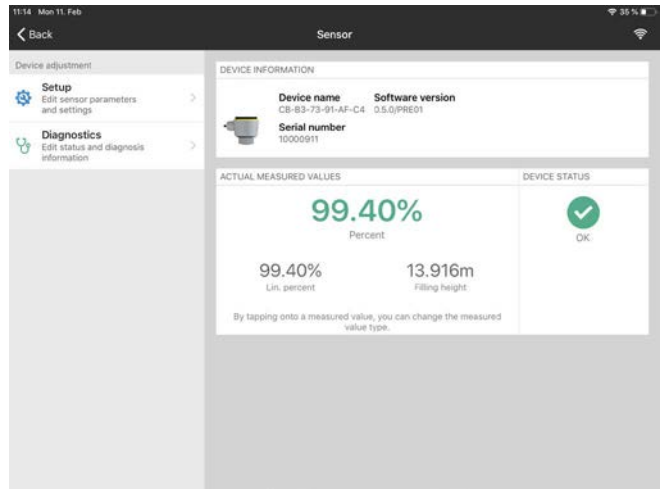 11:14 Mon 11. Feb
35 %
Back
Sensor
Device adjustment
Setup
Edit sensor parameters
and settings
Diagnostics
Edit status and diagnosis
information
DEVICE INFORMATION
Device name
CB-B3-73-91-AF-C4
Software version
0.5.0/PRE01
Serial number
10000911
ACTUAL MEASURED VALUES
99.40%
Percent
99.40%
Lin. percent
13.916m
Filling height
By tapping onto a measured value, you can change the measured
value type.
DEVICE STATUS
OK